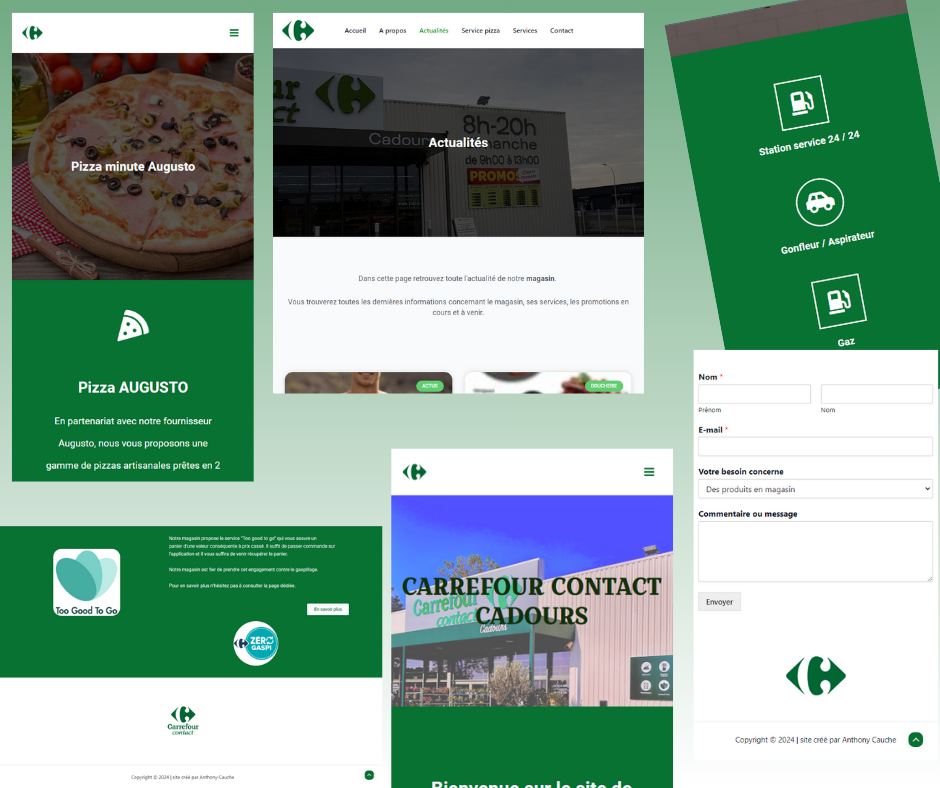 Pizza minute Augusto
Pizza AUGUSTO
En partenariat avec notre fournisseur
Augusto, nous vous proposons une
gamme de pizzas artisanales prêtes en 2
Accueil
A propos
Actualités
Service pizza
Services
Contact
Cadour
8h-20h
manche
de 9h00 à 13h00
PROMOS
Actualités
Dans cette page retrouvez toute l'actualité de notre magasin.
Vous trouverez toutes les dernières informations concernant le magasin, ses services, les promotions en
cours et à venir.
ACTUS
Station service 24 / 24
Gonfleur / Aspirateur
Gaz
Nom *
Prénom
Nom
E-mail *
Votre besoin concerne
Des produits en magasin
Commentaire ou message
Envoyer
Copyright © 2024 | site créé par Anthony Cauche
Notre magasin propose le service "Too good to go" qui vous assure un
panier d'une valeur conséquente à prix cassé. Il suffit de passer commande sur
l'application et il vous suffira de venir récupérer le panier.
Notre magasin est fier de prendre cet engagement contre le gaspillage.
Pour en savoir plus n'hésitez pas à consulter la page dédiée.
En savoir plus
Too Good To Go
ZERO
GASPI
Carrefour
contact
Copyright © 2024 | site créé par Anthony Cauche
CARREFOUR CONTACT
CADOURS
Carrefour
contact
Cadours
Bienvenue sur le site de